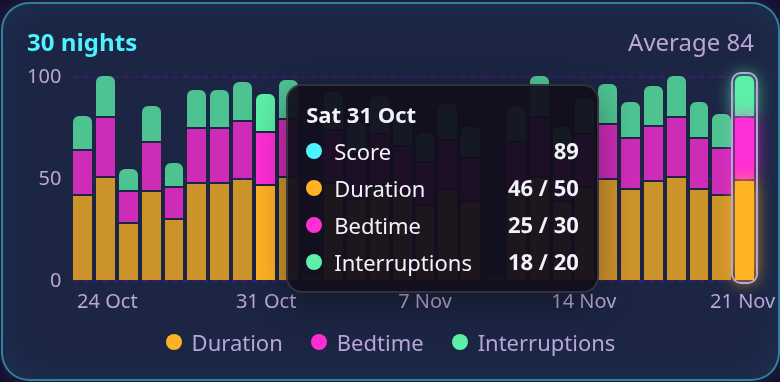 30 nights
Average 84
100
50
0
Sat 31 Oct
Score 89
Duration 46 / 50
Bedtime 25 / 30
Interruptions 18 / 20
24 Oct 31 Oct 7 Nov 14 Nov 21 Nov
Duration Bedtime Interruptions